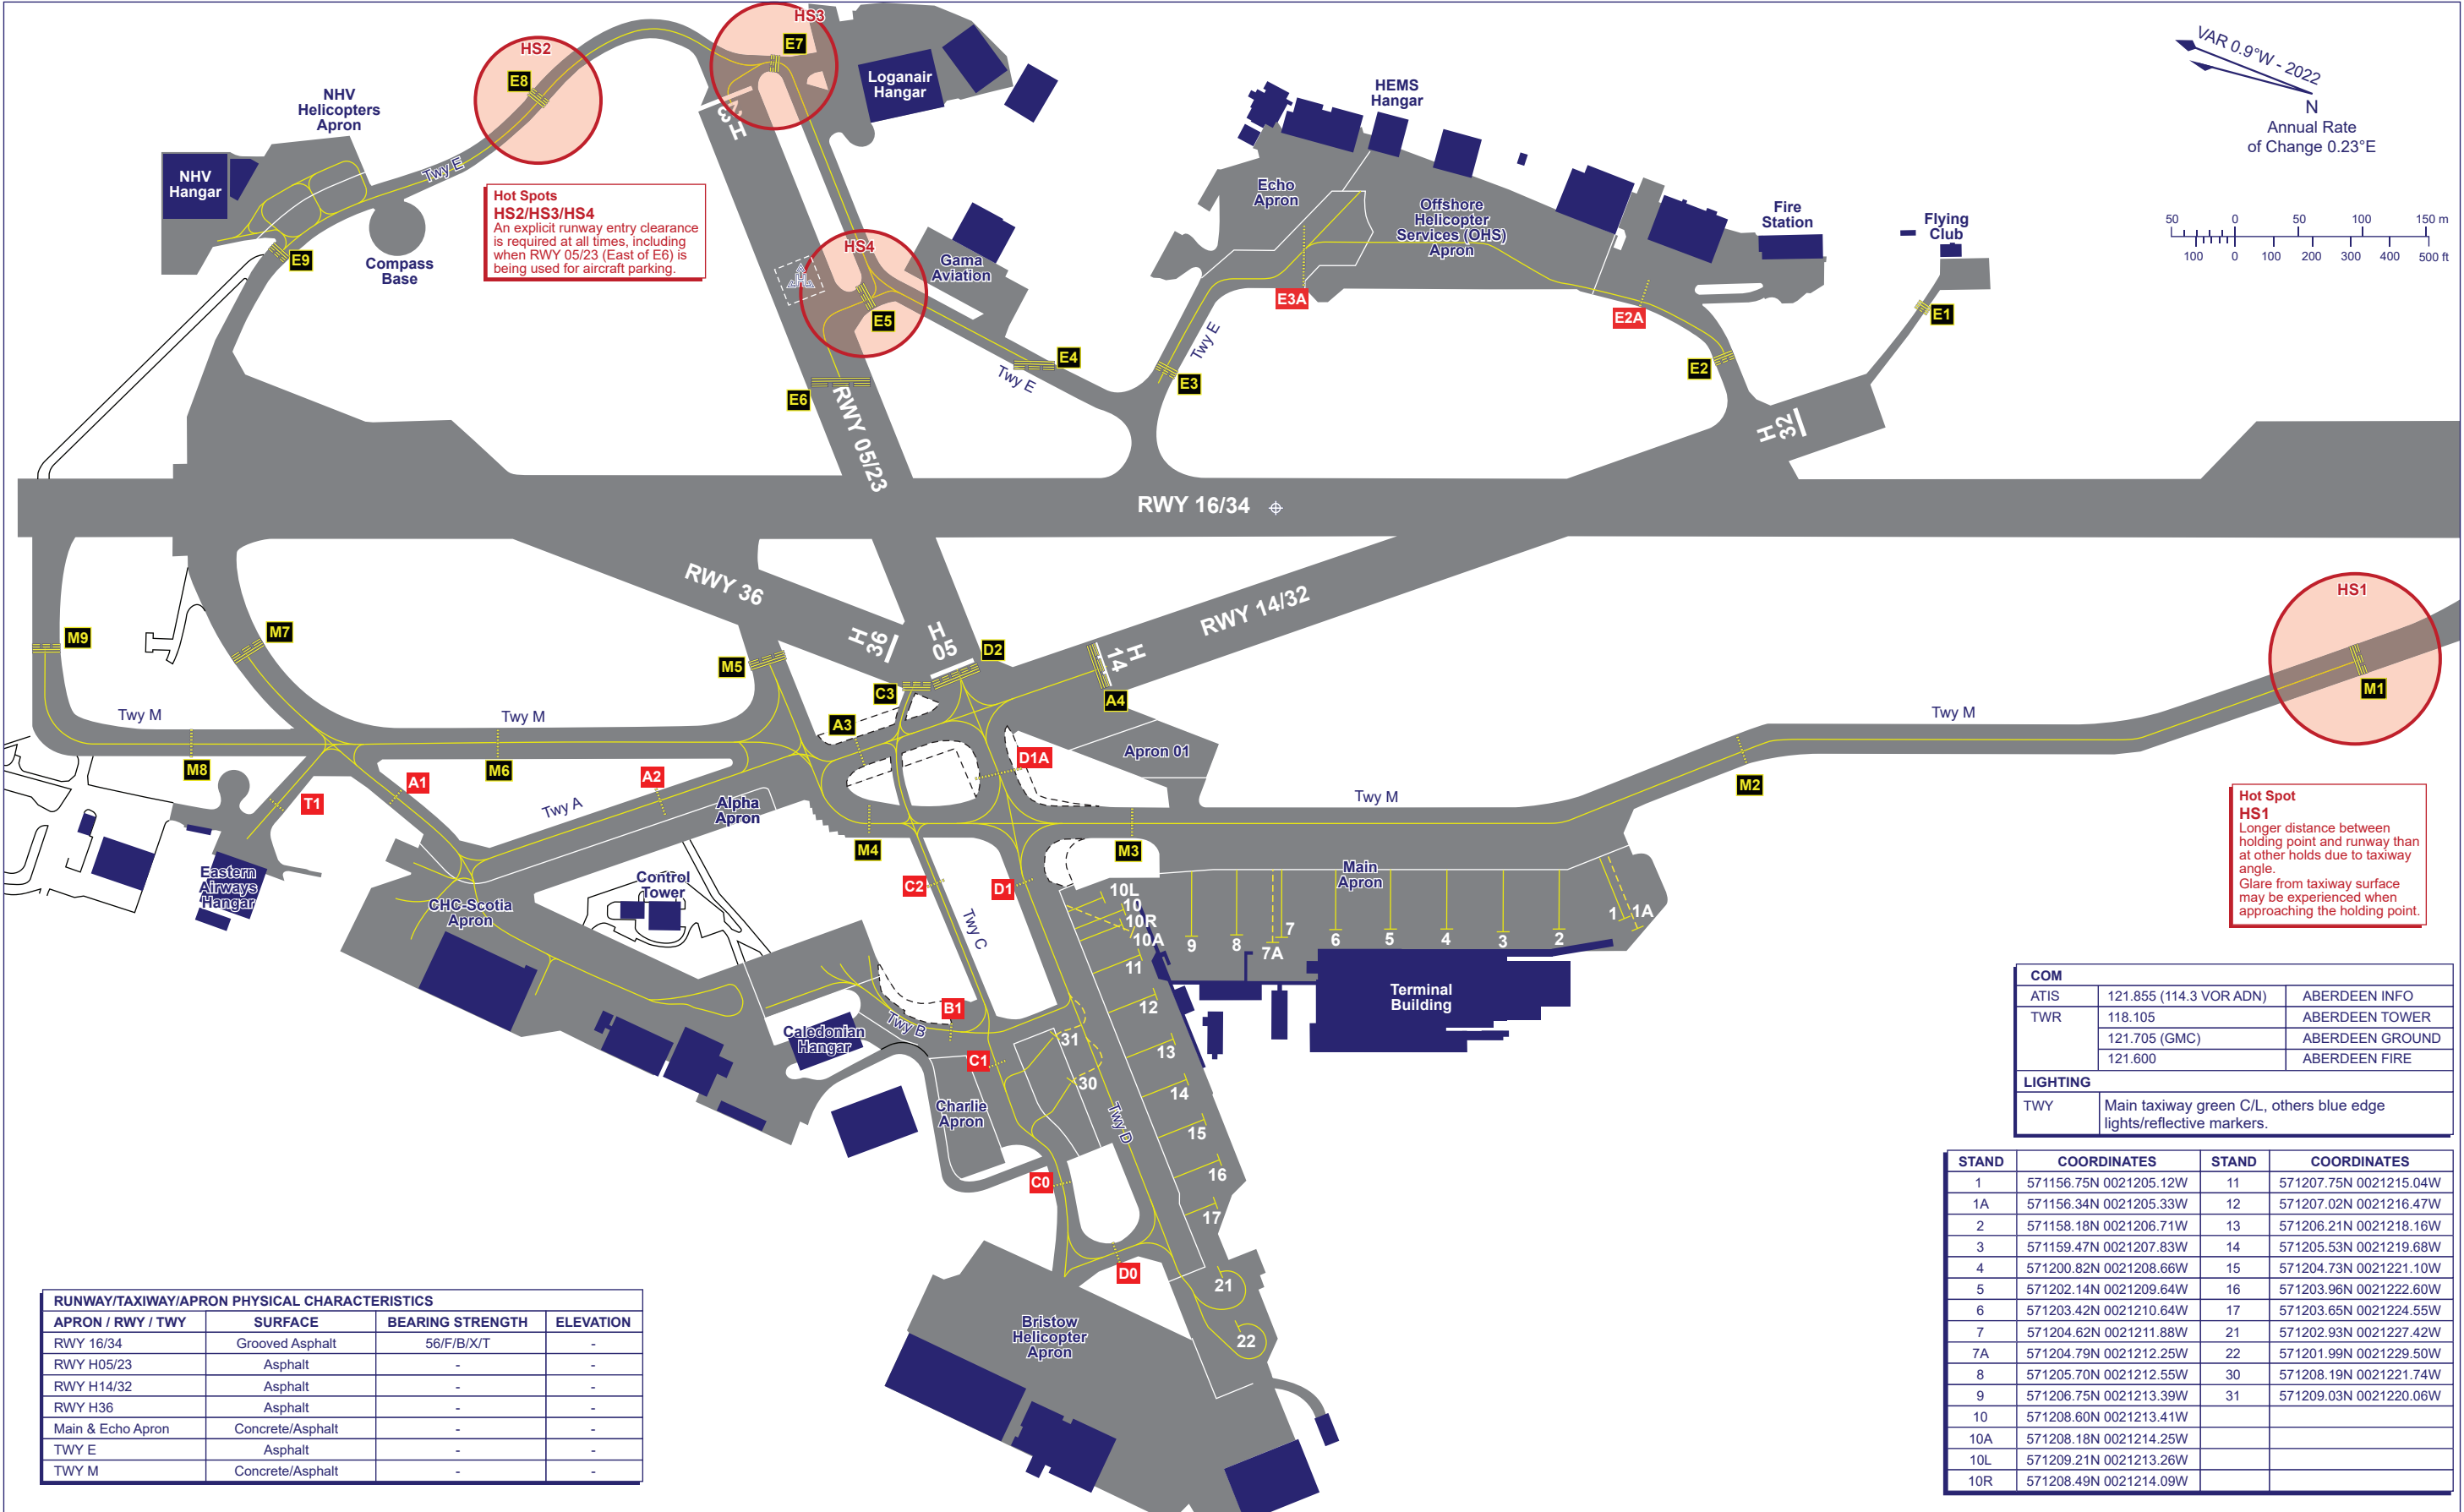 HS3
E7
HS2
E8
Loganair
Hangar
NHV
Helicopters
Apron
H
23
HEMS
Hangar
VAR 0.9°W - 2022
N
Annual Rate
of Change 0.23°E
NHV
Hangar
Twy E
Hot Spots
HS2/HS3/HS4
An explicit runway entry clearance
is required at all times, including
when RWY 05/23 (East of E6) is
being used for aircraft parking.
Echo
Apron
Offshore
Helicopter
Services (OHS)
Apron
Fire
Station
Flying
Club
50 0 50 100 150 m
100 0 100 200 300 400 500 ft
E9
Compass
Base
HS4
H
Gama
Aviation
E5
E3A
E2A
E1
Twy E
E4
Twy E
E3
E2
E6
RWY 05/23
H
32
RWY 16/34
RWY 36
RWY 14/32
HS1
M9
M7
H
36
H
05
D2
H
14
M5
C3
A4
M1
Twy M
Twy M
A3
Twy M
M8
M6
A2
A1
D1A
Apron 01
M2
T1
Twy A
Alpha
Apron
Twy M
M4
M3
Hot Spot
HS1
Longer distance between
holding point and runway than
at other holds due to taxiway
angle.
Glare from taxiway surface
may be experienced when
approaching the holding point.
Eastern
Airways
Hangar
CHC-Scotia
Apron
Control
Tower
C2
D1
Main
Apron
10L
10
10R
10A
11
9
8
7A
7
6
5
4
3
2
1
1A
Twy C
Terminal
Building
12
B1
Twy B
Caledonian
Hangar
31
13
C1
30
14
Charlie
Apron
Twy D
15
C0
16
17
D0
21
22
Bristow
Helicopter
Apron
COM
ATIS 121.855 (114.3 VOR ADN) ABERDEEN INFO
TWR 118.105 ABERDEEN TOWER
121.705 (GMC) ABERDEEN GROUND
121.600 ABERDEEN FIRE
LIGHTING
TWY Main taxiway green C/L, others blue edge
lights/reflective markers.
STAND COORDINATES STAND COORDINATES
1 571156.75N 0021205.12W 11 571207.75N 0021215.04W
1A 571156.34N 0021205.33W 12 571207.02N 0021216.47W
2 571158.18N 0021206.71W 13 571206.21N 0021218.16W
3 571159.47N 0021207.83W 14 571205.53N 0021219.68W
4 571200.82N 0021208.66W 15 571204.73N 0021221.10W
5 571202.14N 0021209.64W 16 571203.96N 0021222.60W
6 571203.42N 0021210.64W 17 571203.65N 0021224.55W
7 571204.62N 0021211.88W 21 571202.93N 0021227.42W
7A 571204.79N 0021212.25W 22 571201.99N 0021229.50W
8 571205.70N 0021212.55W 30 571208.19N 0021221.74W
9 571206.75N 0021213.39W 31 571209.03N 0021220.06W
10 571208.60N 0021213.41W
10A 571208.18N 0021214.25W
10L 571209.21N 0021213.26W
10R 571208.49N 0021214.09W
RUNWAY/TAXIWAY/APRON PHYSICAL CHARACTERISTICS
APRON / RWY / TWY SURFACE BEARING STRENGTH ELEVATION
RWY 16/34 Grooved Asphalt 56/F/B/X/T -
RWY H05/23 Asphalt - -
RWY H14/32 Asphalt - -
RWY H36 Asphalt - -
Main & Echo Apron Concrete/Asphalt - -
TWY E Asphalt - -
TWY M Concrete/Asphalt - -